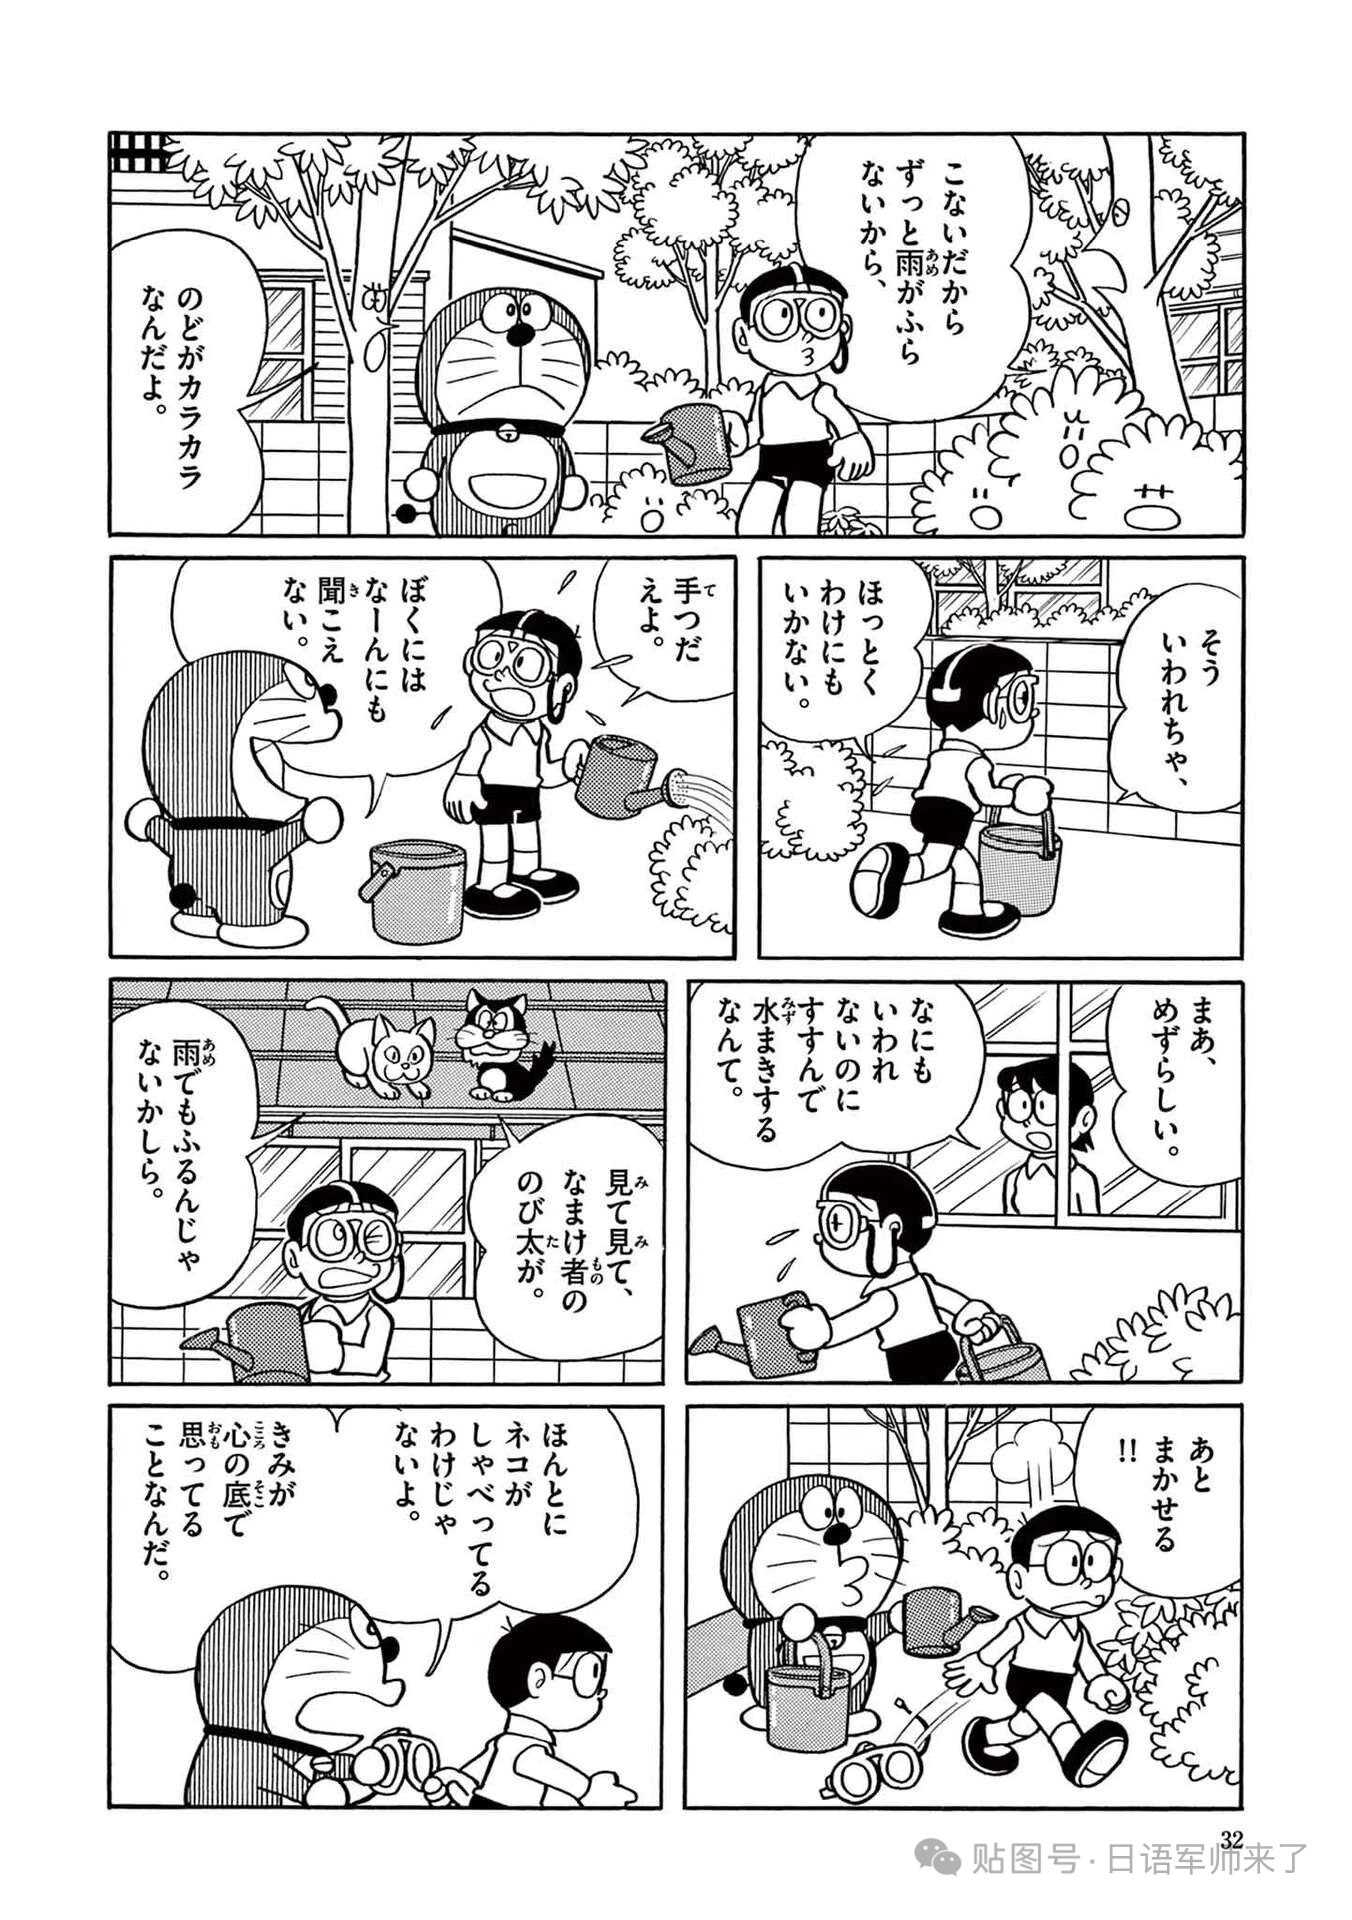 こないだから
ずっと雨がふら
ないから、
のどがカラカラ
なんだよ。
そう
いわれちゃ、
ほっとく
わけにも
いかない。
手つだ
えよ。
ぼくには
なーんにも
聞こえ
ない。
まあ、
めずらしい。
なにも
いわれ
ないのに
すすんで
水まきする
なんて。
見て見て、
なまけ者の
のび太が。
雨でもふるんじゃ
ないかしら。
あと
まかせる
!!
ほんとに
ネコが
しゃべってる
わけじゃ
ないよ。
きみが
心の底で
思ってる
ことなんだ。
32
贴图号·日语军师来了